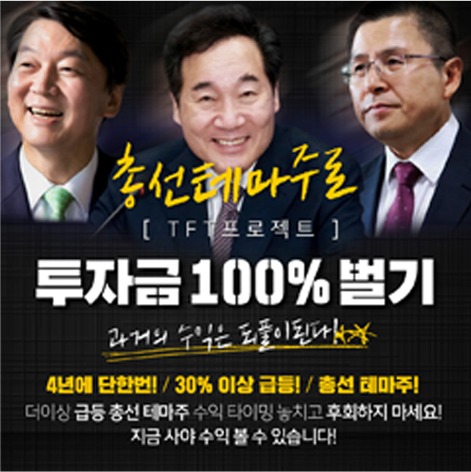 총선테마주로
[ TFT프로젝트 ]
투자금 100% 벌기
과거의 수익은 되풀이된다!
4년에 단한번! / 30% 이상 급등! / 총선 테마주!
더이상 급등 총선 테마주 수익 타이밍 놓치고 후회하지 마세요!
지금 사야 수익 볼 수 있습니다!